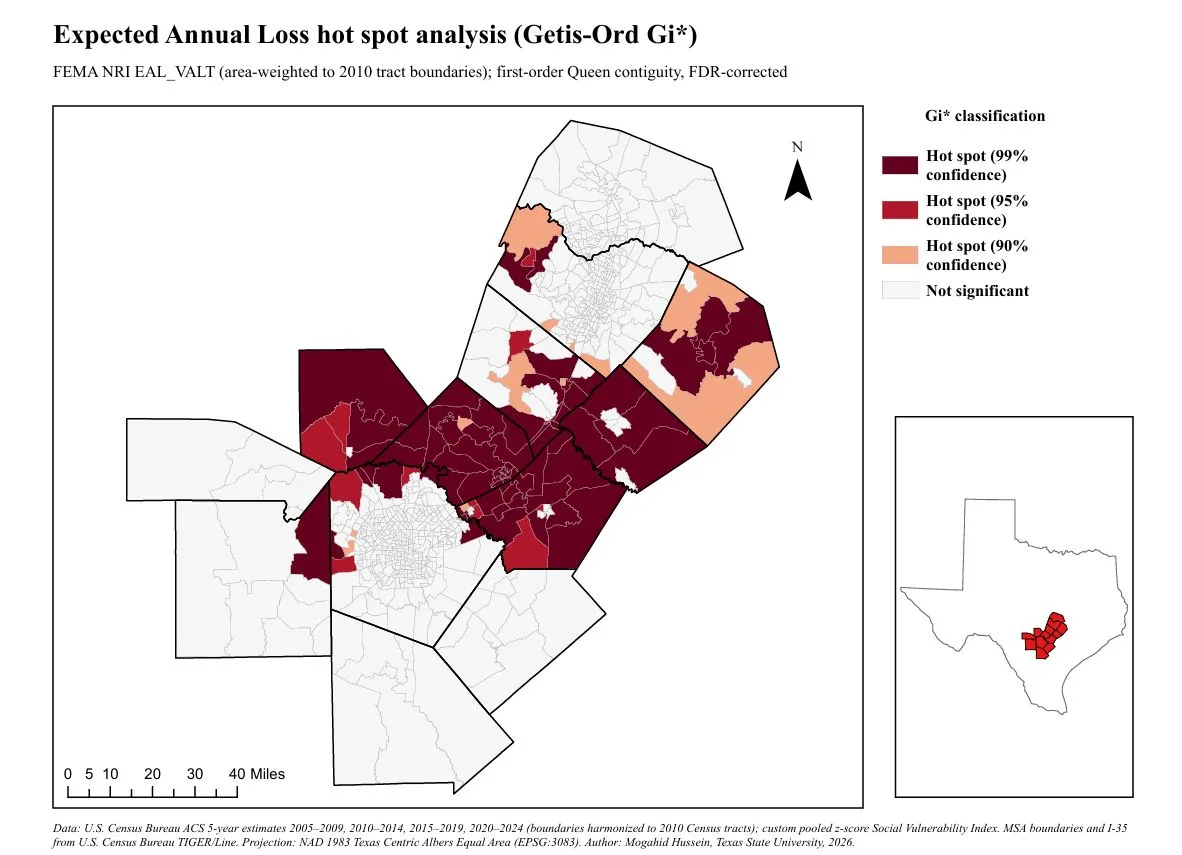 Expected Annual Loss hot spot analysis (Getis-Ord Gi*)
FEMA NRI EAL_VALT (area-weighted to 2010 tract boundaries); first-order Queen contiguity, FDR-corrected
N
Gi* classification
Hot spot (99%
confidence)
Hot spot (95%
confidence)
Hot spot (90%
confidence)
Not significant
0 5 10 20 30 40 Miles
Data: U.S. Census Bureau ACS 5-year estimates 2005–2009, 2010–2014, 2015–2019, 2020–2024 (boundaries harmonized to 2010 Census tracts); custom pooled z-score Social Vulnerability Index. MSA boundaries and I-35
from U.S. Census Bureau TIGER/Line. Projection: NAD 1983 Texas Centric Albers Equal Area (EPSG:3083). Author: Mogahid Hussein, Texas State University, 2026.